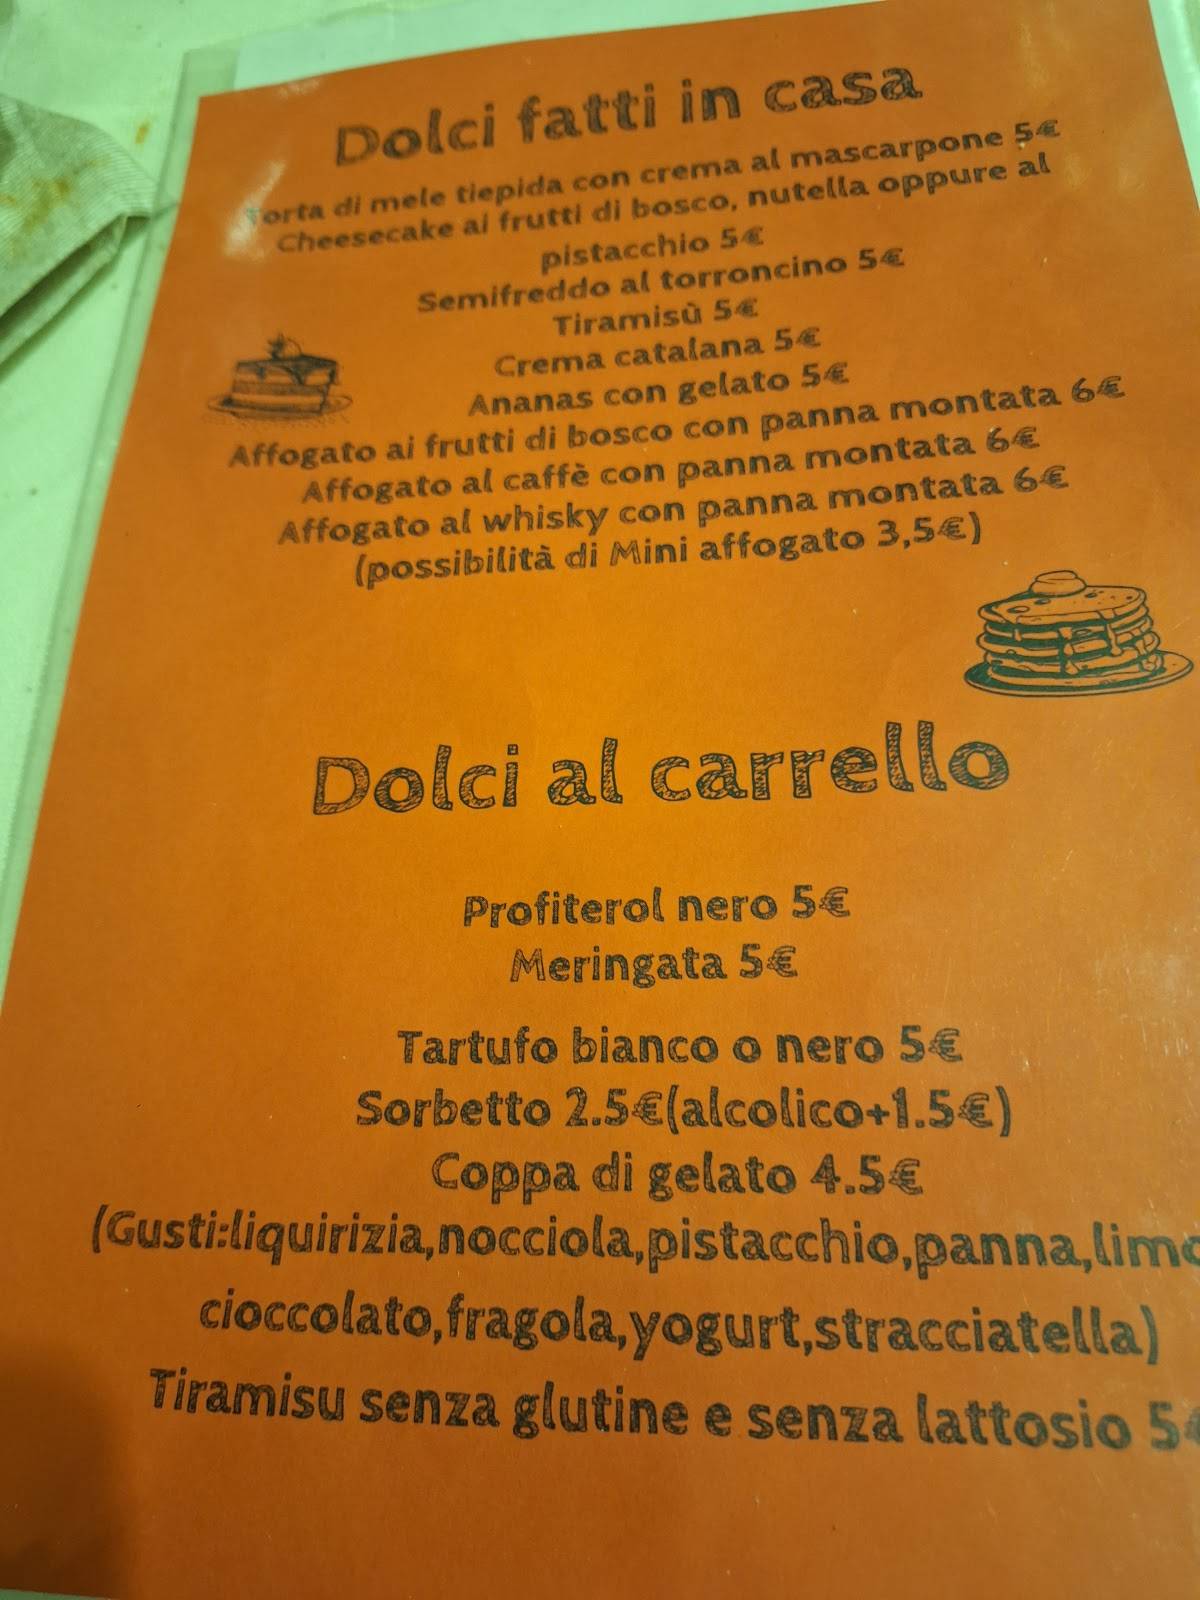 Dolci fatti in casa
Torta di mele tiepida con crema al mascarpone 5€
Cheesecake ai frutti di bosco, nutella oppure al
pistacchio 5€
Semifreddo al torroncino 5€
Tiramisù 5€
Crema catalana 5€
Ananas con gelato 5€
Affogato ai frutti di bosco con panna montata 6€
Affogato al caffè con panna montata 6€
Affogato al whisky con panna montata 6€
(possibilità di Mini affogato 3,5€)
Dolci al carrello
Profiterol nero 5€
Meringata 5€
Tartufo bianco o nero 5€
Sorbetto 2.5€(alcolico+1.5€)
Coppa di gelato 4.5€
(Gusti:liquirizia,nocciola,pistacchio,panna,limo
cioccolato,fragola,yogurt,stracciatella)
Tiramisu senza glutine e senza lattosio 5€